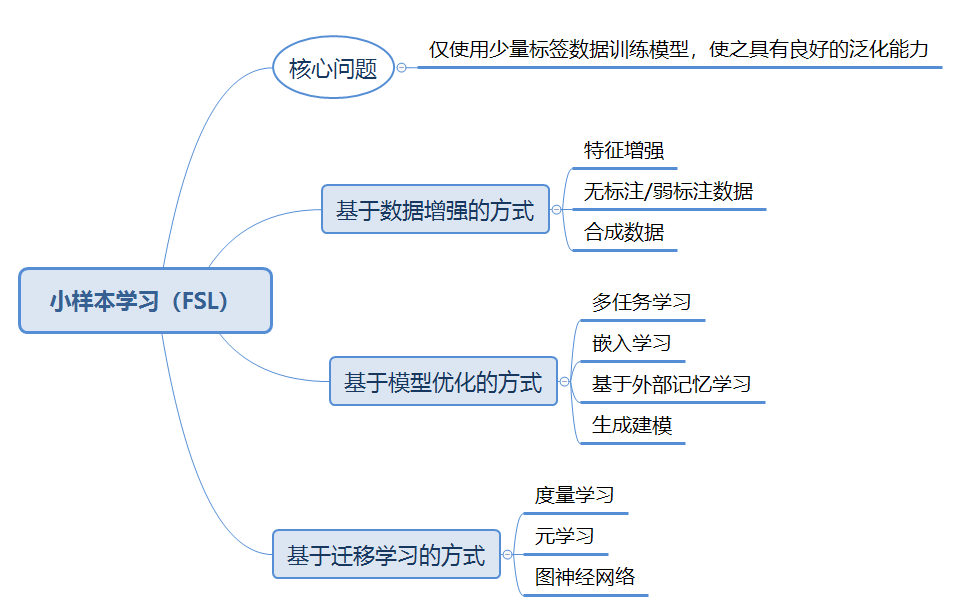 核心问题
仅使用少量标签数据训练模型，使之具有良好的泛化能力
小样本学习（FSL）
基于数据增强的方式
特征增强
无标注/弱标注数据
合成数据
基于模型优化的方式
多任务学习
嵌入学习
基于外部记忆学习
生成建模
基于迁移学习的方式
度量学习
元学习
图神经网络